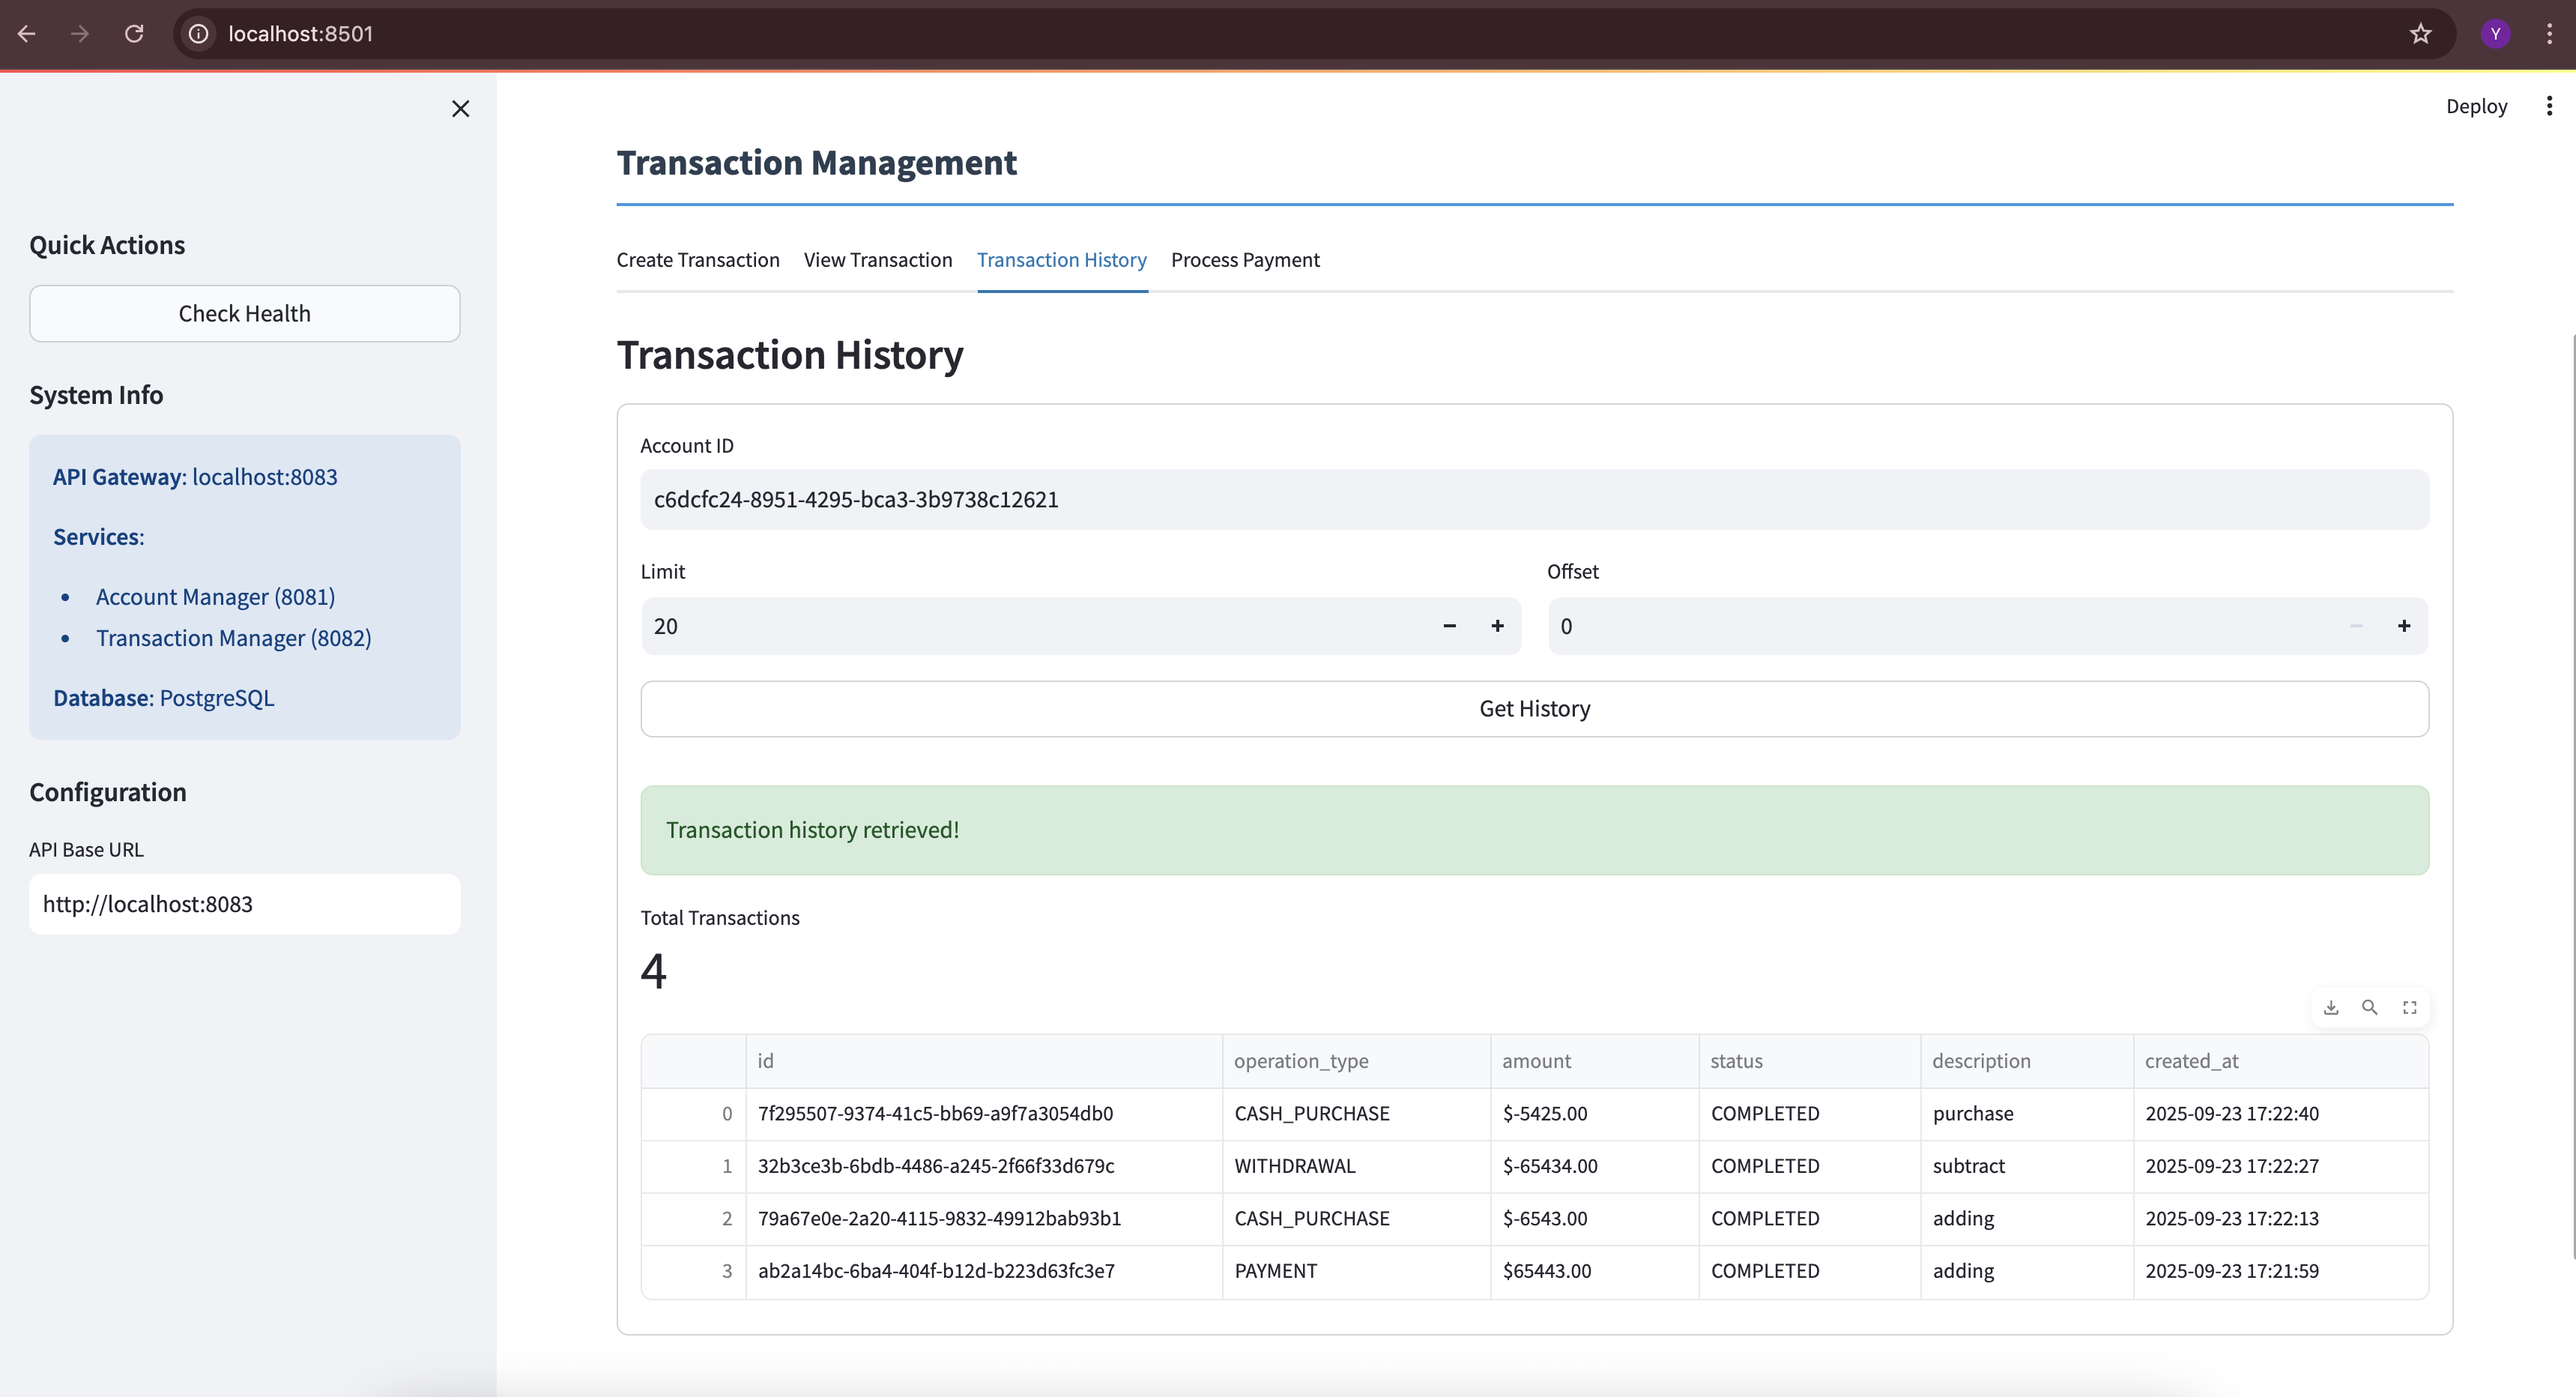 localhost:8501
Y
Deploy
Quick Actions
Check Health
System Info
API Gateway: localhost:8083
Services:
• Account Manager (8081)
• Transaction Manager (8082)
Database: PostgreSQL
Configuration
API Base URL
http://localhost:8083
Transaction Management
Create Transaction View Transaction Transaction History Process Payment
Transaction History
Account ID
c6dcfc24-8951-4295-bca3-3b9738c12621
Limit Offset
20 0
Get History
Transaction history retrieved!
Total Transactions
4
id operation_type amount status description created_at
0 7f295507-9374-41c5-bb69-a9f7a3054db0 CASH_PURCHASE $-5425.00 COMPLETED purchase 2025-09-23 17:22:40
1 32b3ce3b-6bdb-4486-a245-2f66f33d679c WITHDRAWAL $-65434.00 COMPLETED subtract 2025-09-23 17:22:27
2 79a67e0e-2a20-4115-9832-49912bab93b1 CASH_PURCHASE $-6543.00 COMPLETED adding 2025-09-23 17:22:13
3 ab2a14bc-6ba4-404f-b12d-b223d63fc3e7 PAYMENT $65443.00 COMPLETED adding 2025-09-23 17:21:59